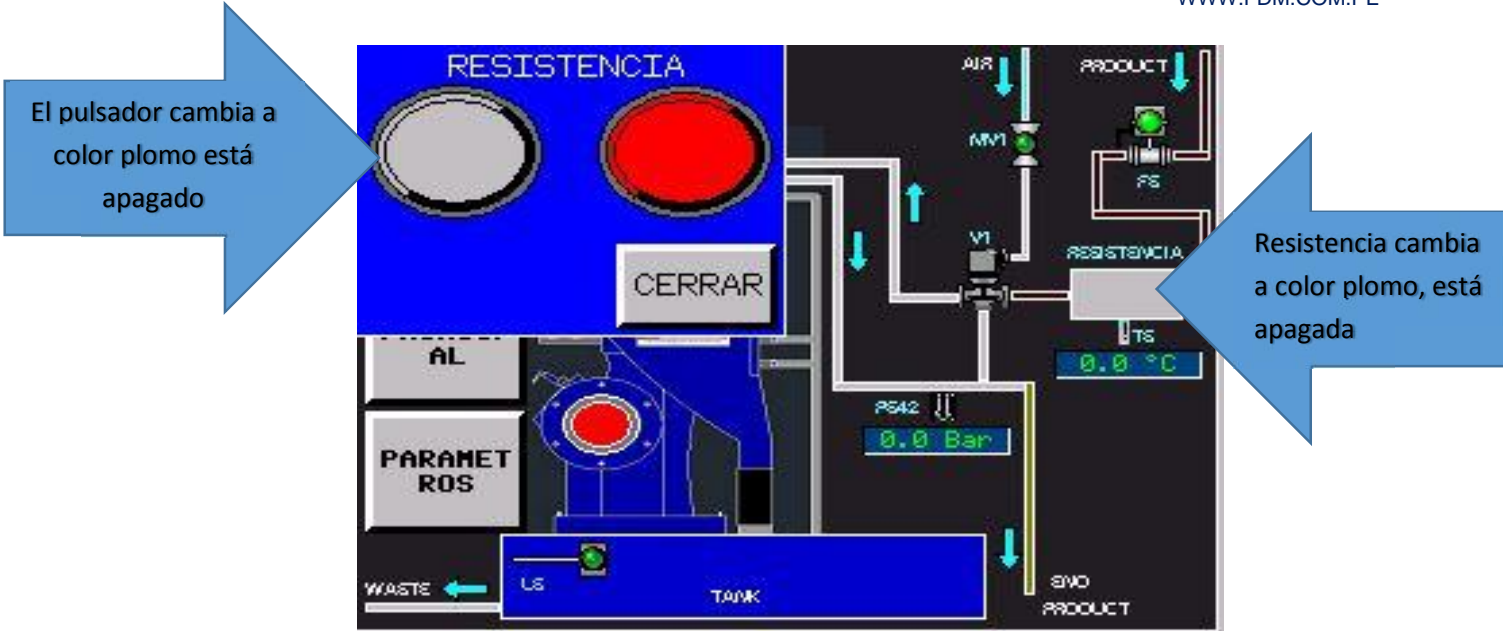 El pulsador cambia a
color plomo está
apagado
RESISTENCIA
CERRAR
AL
PARAMET
ROS
AIR
PRODUCT
MV1
FS
V1
RESISTENCIA
TS
0.0 °C
PS42
0.0 Bar
WASTE
LS
TANK
END
PRODUCT
Resistencia cambia
a color plomo, está
apagada